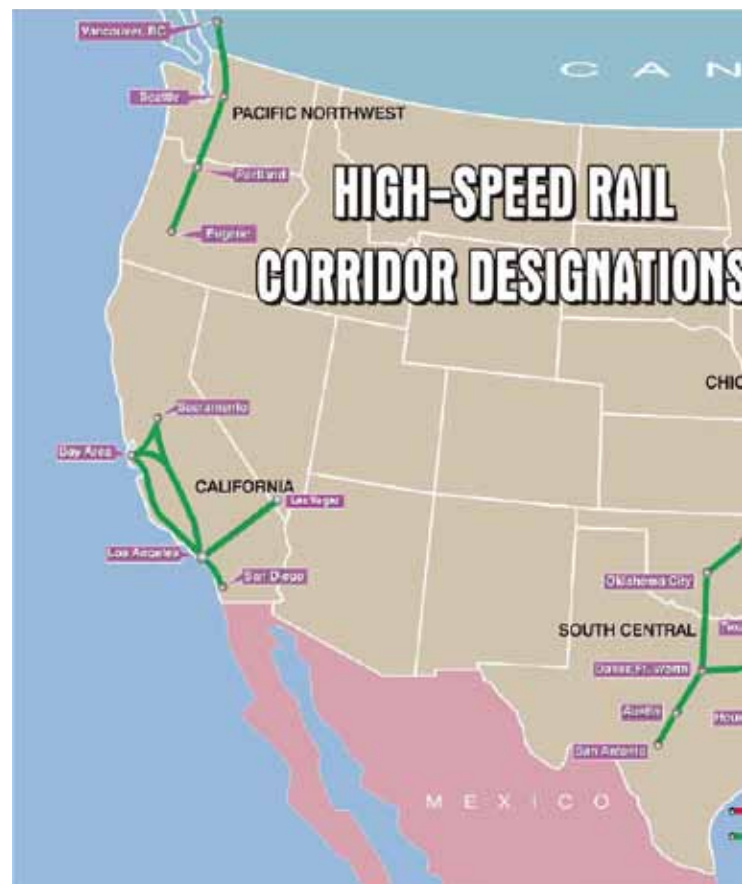 Vancouver, BC
C A N
Seattle
PACIFIC NORTHWEST
Portland
HIGH-SPEED RAIL
Eugene
CORRIDOR DESIGNATIONS
CHIC
Sacramento
Bay Area
CALIFORNIA
Las Vegas
Los Angeles
San Diego
Oklahoma City
SOUTH CENTRAL
Dallas Ft. Worth
Austin
Hou
San Antonio
M E X I C O